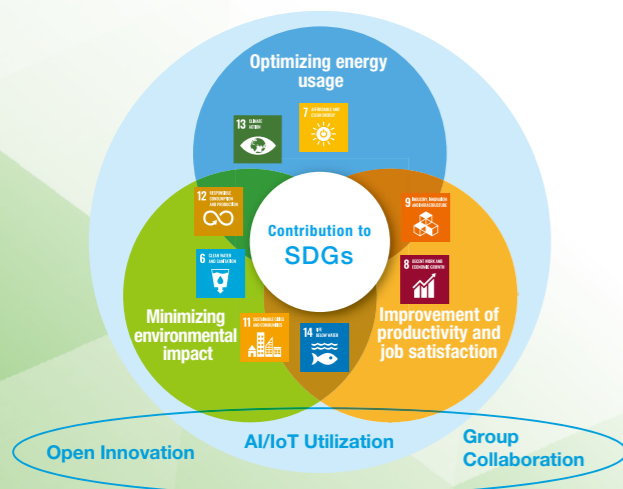 Optimizing energy
usage
13 CLIMATE
ACTION
7 AFFORDABLE AND
CLEAN ENERGY
12 RESPONSIBLE
CONSUMPTION
AND PRODUCTION
9 INDUSTRY, INNOVATION
AND INFRASTRUCTURE
Contribution to
SDGs
6 CLEAN WATER
AND SANITATION
8 DECENT WORK AND
ECONOMIC GROWTH
Minimizing
environmental
impact
11 SUSTAINABLE CITIES
AND COMMUNITIES
14 LIFE
BELOW WATER
Improvement of
productivity and
job satisfaction
Open Innovation
AI/IoT Utilization
Group
Collaboration